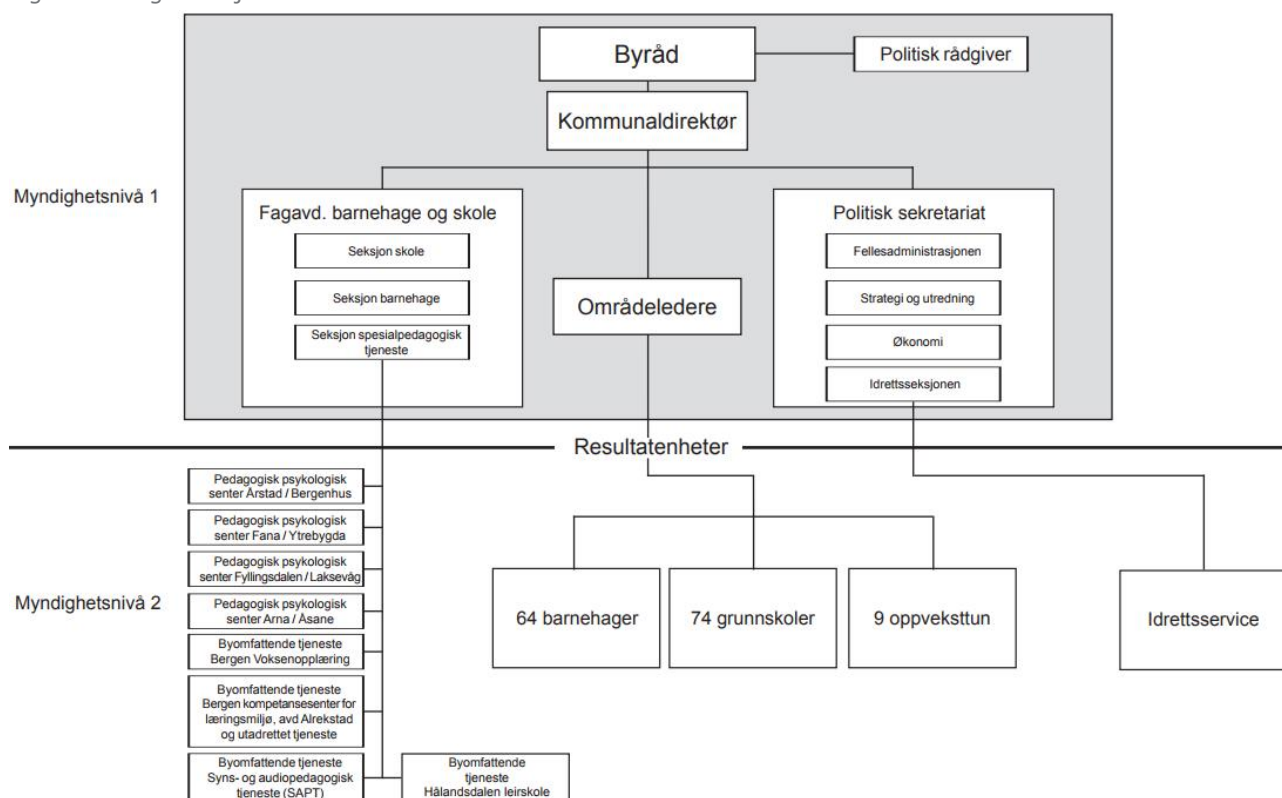 Byråd
Politisk rådgiver
Kommunaldirektør
Myndighetsnivå 1
Fagavd. barnehage og skole
Seksjon skole
Seksjon barnehage
Seksjon spesialpedagogisk
tjeneste
Områdeledere
Politisk sekretariat
Fellesadministrasjonen
Strategi og utredning
Økonomi
Idrettsseksjonen
Resultatenheter
Myndighetsnivå 2
Pedagogisk psykologisk
senter Årstad / Bergenhus
Pedagogisk psykologisk
senter Fana / Ytrebygda
Pedagogisk psykologisk
senter Fyllingsdalen / Laksevåg
Pedagogisk psykologisk
senter Arna / Åsane
Byomfattende tjeneste
Bergen Voksenopplæring
Byomfattende tjeneste
Bergen kompetansesenter for
læringsmiljø, avd Alrekstad
og utadrettet tjeneste
Byomfattende tjeneste
Syns- og audiopedagogisk
tjeneste (SAPT)
Byomfattende
tjeneste
Hålandsdalen leirskole
64 barnehager
74 grunnskoler
9 oppveksttun
Idrettsservice